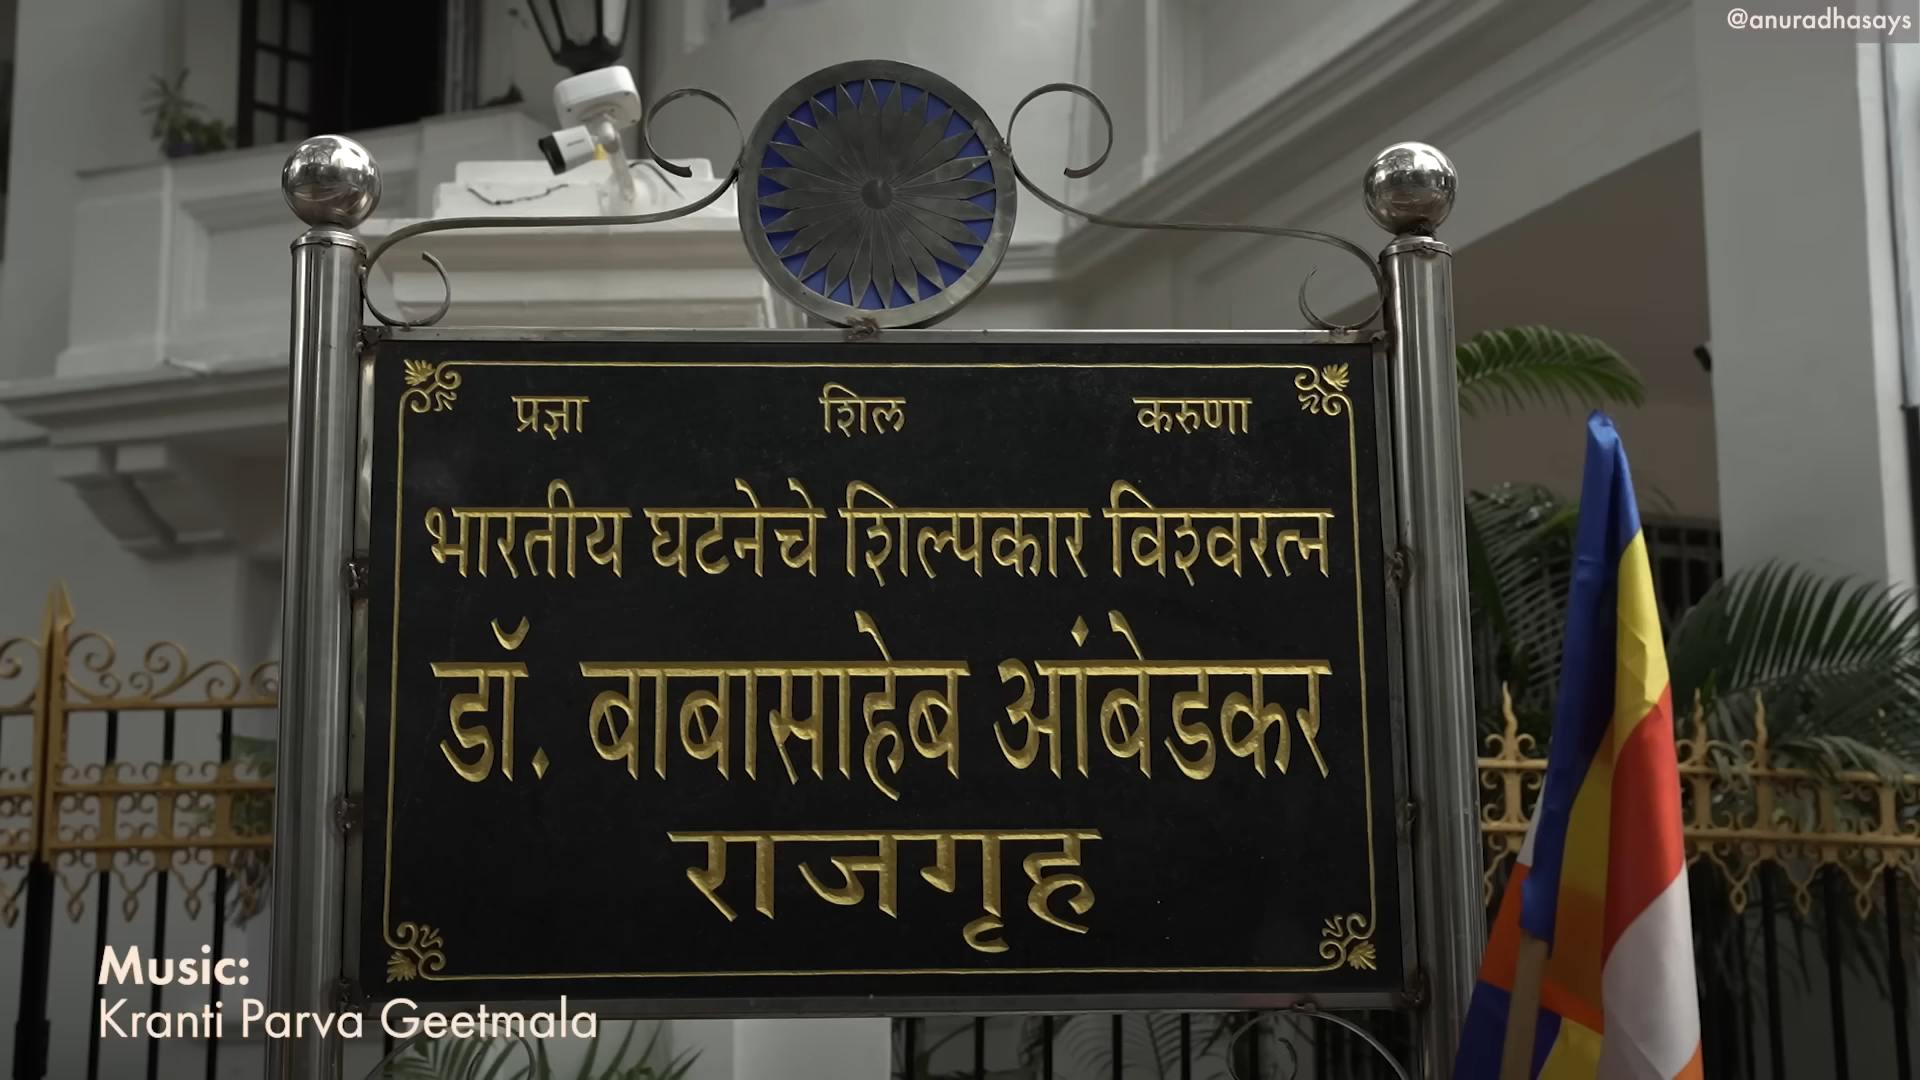 @anuradhasays
प्रज्ञा शिल करुणा
भारतीय घटनेचे शिल्पकार विश्वरत्न
डॉ. बाबासाहेब आंबेडकर
राजगृह
Music:
Kranti Parva Geetmala